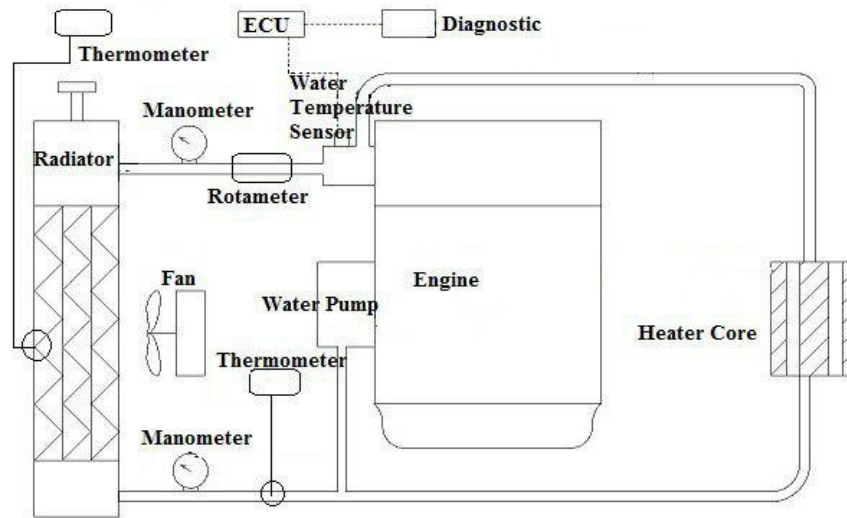 ECU
Diagnostic
Thermometer
Water
Temperature
Sensor
Manometer
Radiator
Rotameter
Fan
Water Pump
Engine
Heater Core
Thermometer
Manometer